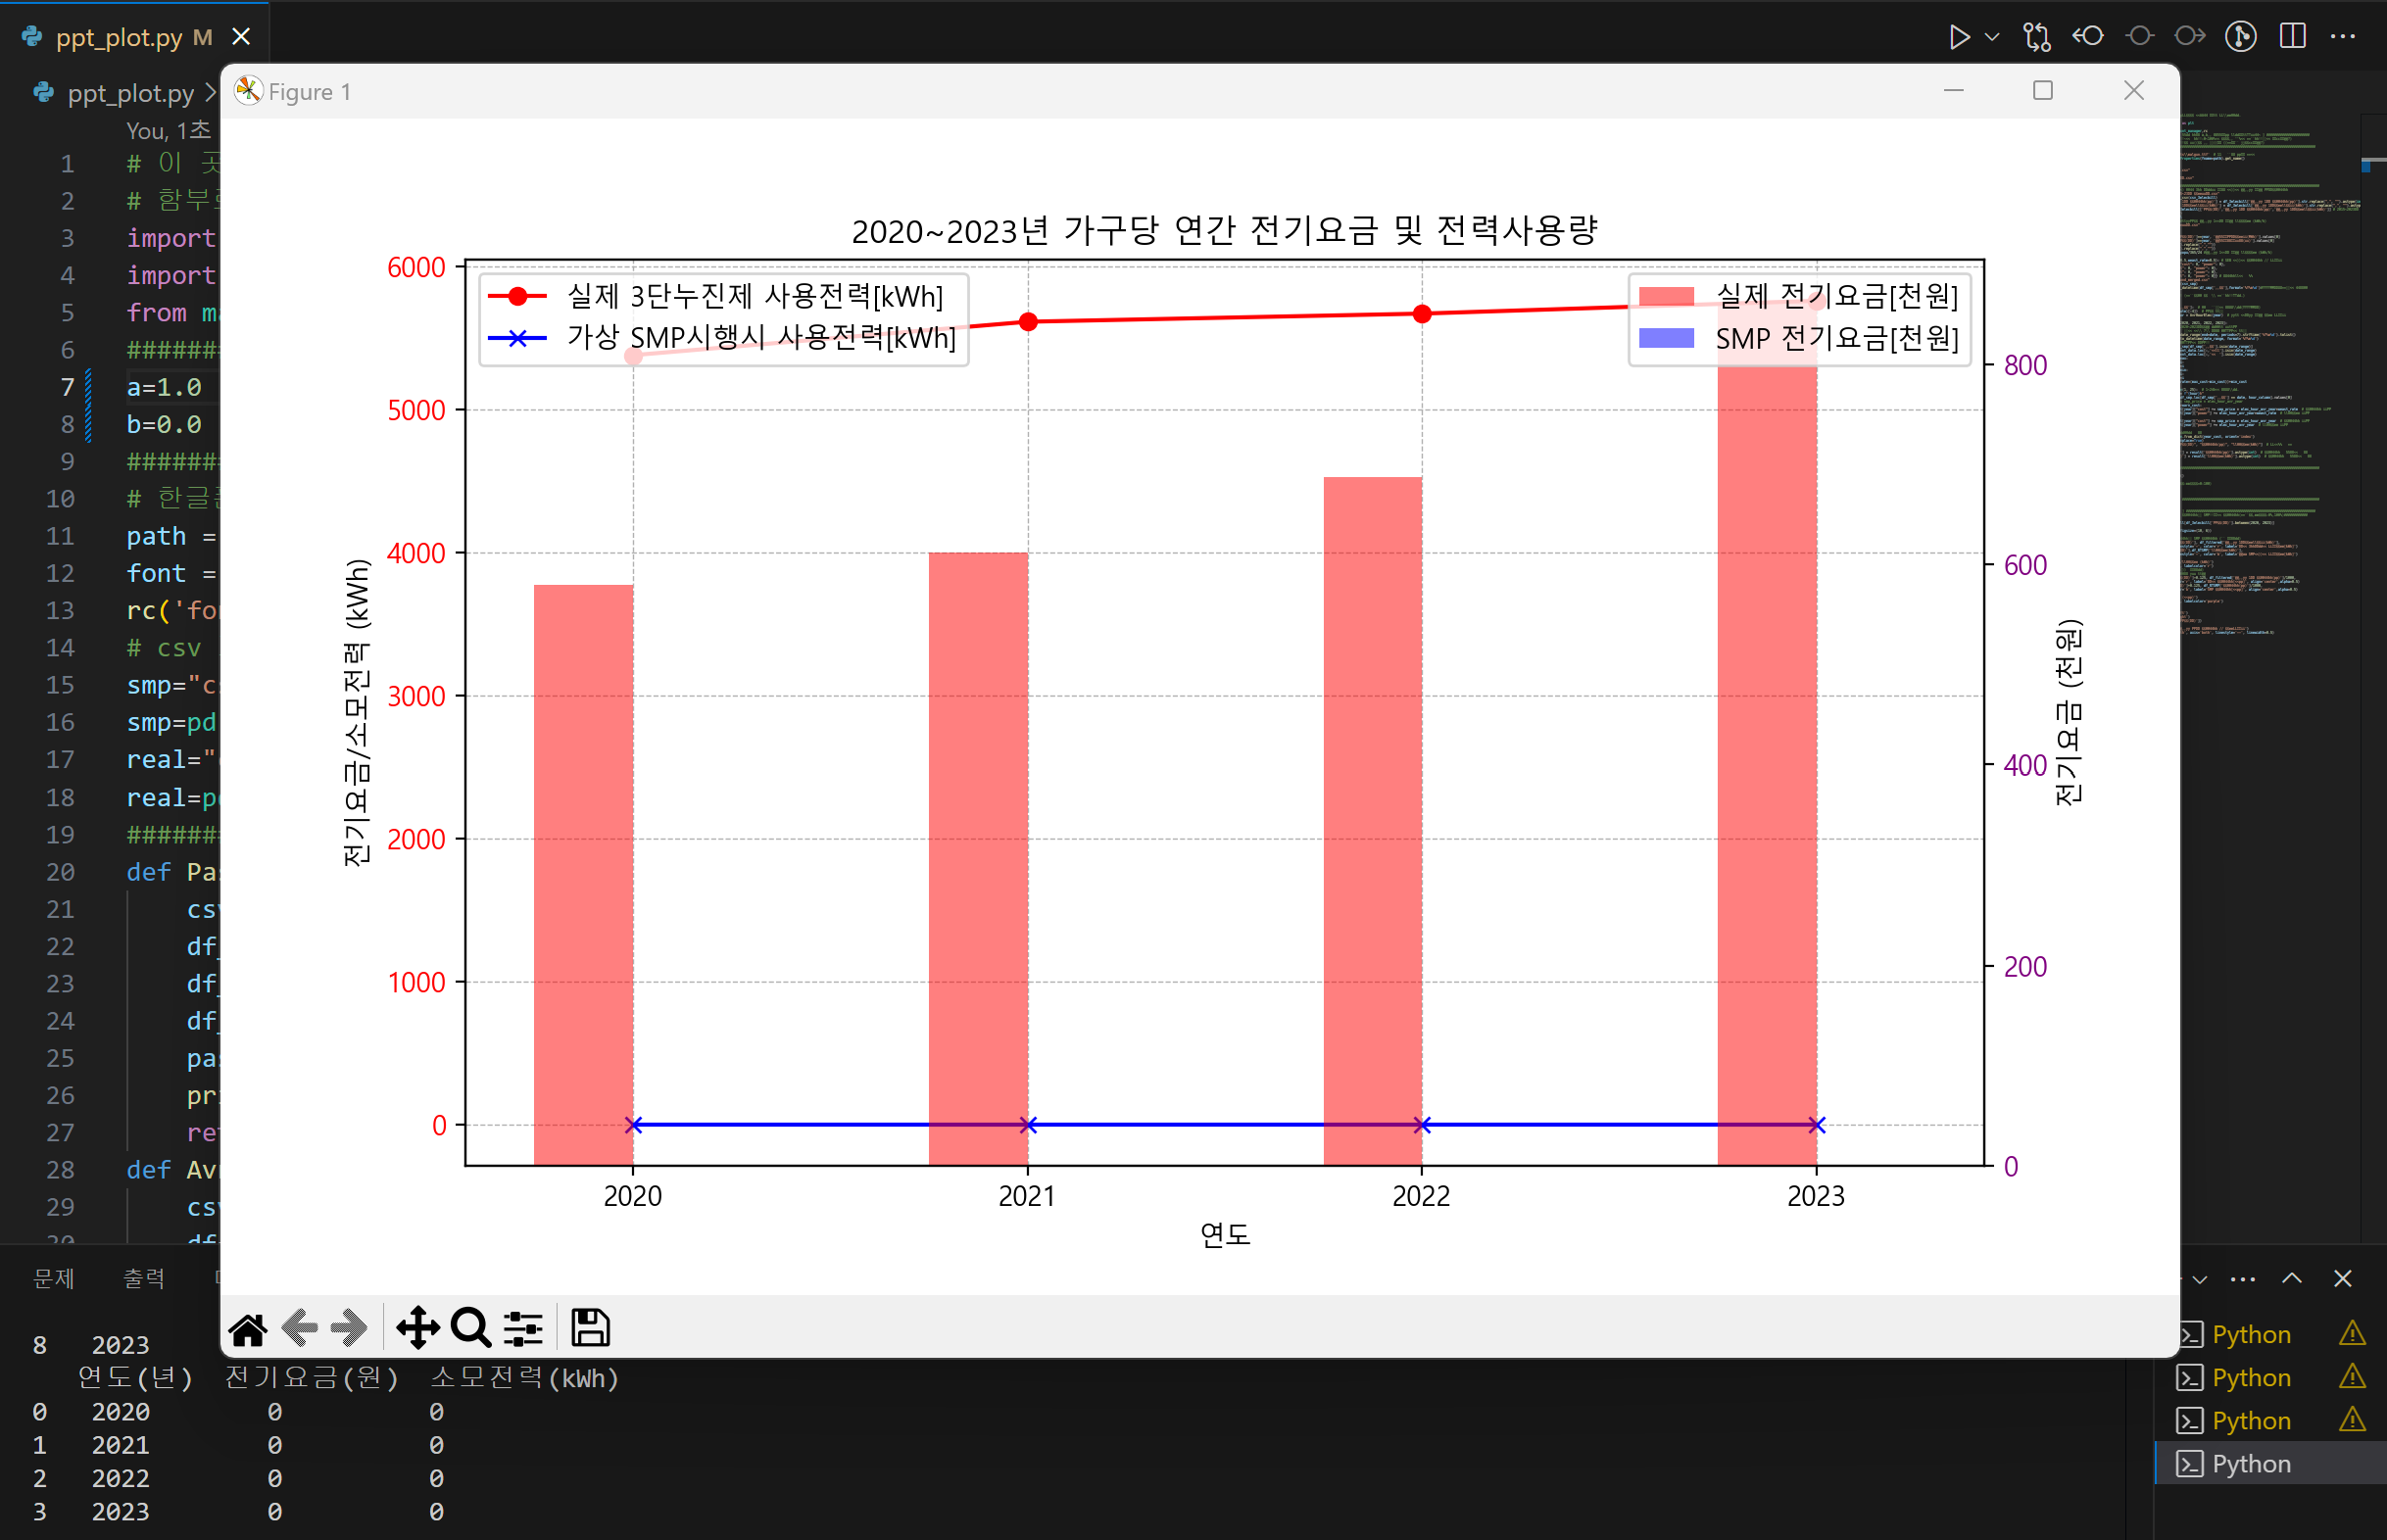 ppt_plot.py M
ppt_plot.py
Figure 1
You, 1초
1 # 이 곳
2 # 함부로
3 import
4 import
5 from
6 #######
7 a=1.0
8 b=0.0
9 #######
10 # 한글
11 path =
12 font =
13 rc('fo
14 # csv
15 smp="c
16 smp=pd
17 real="
18 real=p
19 #######
20 def Pa
21 cs
22 df_
23 df_
24 df_
25 pa
26 pr
27 re
28 def Av
29 cs
30 df
2020~2023년 가구당 연간 전기요금 및 전력사용량
실제 3단누진제 사용전력[kWh]
가상 SMP시행시 사용전력[kWh]
실제 전기요금[천원]
SMP 전기요금[천원]
6000
5000
4000
3000
2000
1000
0
전기요금/소모전력 (kWh)
800
600
400
200
0
전기요금 (천원)
2020 2021 2022 2023
연도
문제 출력
8 2023
연도(년) 전기요금(원) 소모전력(kWh)
0 2020 0 0
1 2021 0 0
2 2022 0 0
3 2023 0 0
Python
Python
Python
Python